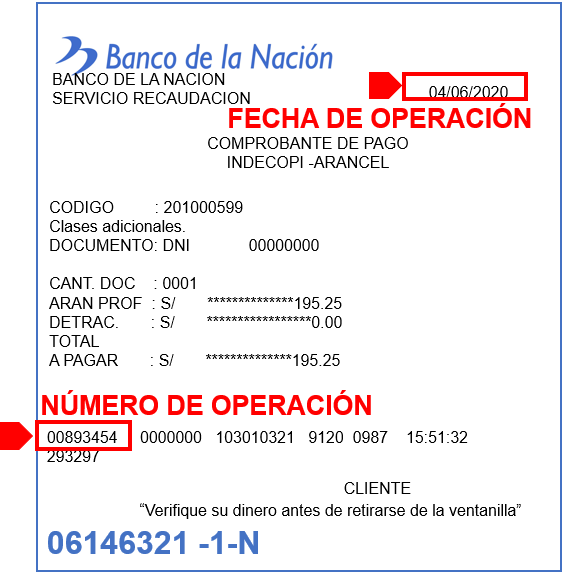 Banco de la Nación
BANCO DE LA NACION
SERVICIO RECAUDACION
04/06/2020
FECHA DE OPERACIÓN
COMPROBANTE DE PAGO
INDECOPI -ARANCEL
CODIGO : 201000599
Clases adicionales.
DOCUMENTO: DNI 00000000
CANT. DOC : 0001
ARAN PROF : S/ **************195.25
DETRAC. : S/ *****************0.00
TOTAL
A PAGAR : S/ **************195.25
NÚMERO DE OPERACIÓN
00893454 0000000 103010321 9120 0987 15:51:32
293297
CLIENTE
“Verifique su dinero antes de retirarse de la ventanilla”
06146321 -1-N